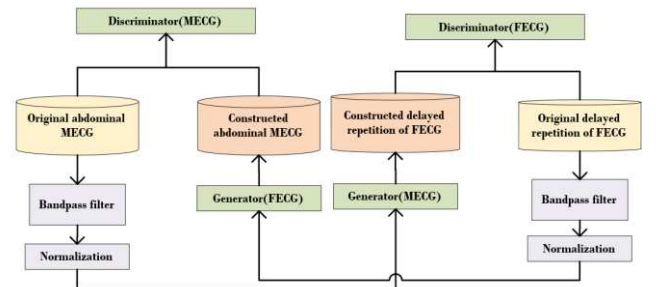 Discriminator(MECG)
Discriminator(FECG)
Original abdominal
MECG
Constructed
abdominal MECG
Constructed delayed
repetition of FECG
Original delayed
repetition of FECG
Bandpass filter
Generator(FECG)
Generator(MECG)
Bandpass filter
Normalization
Normalization